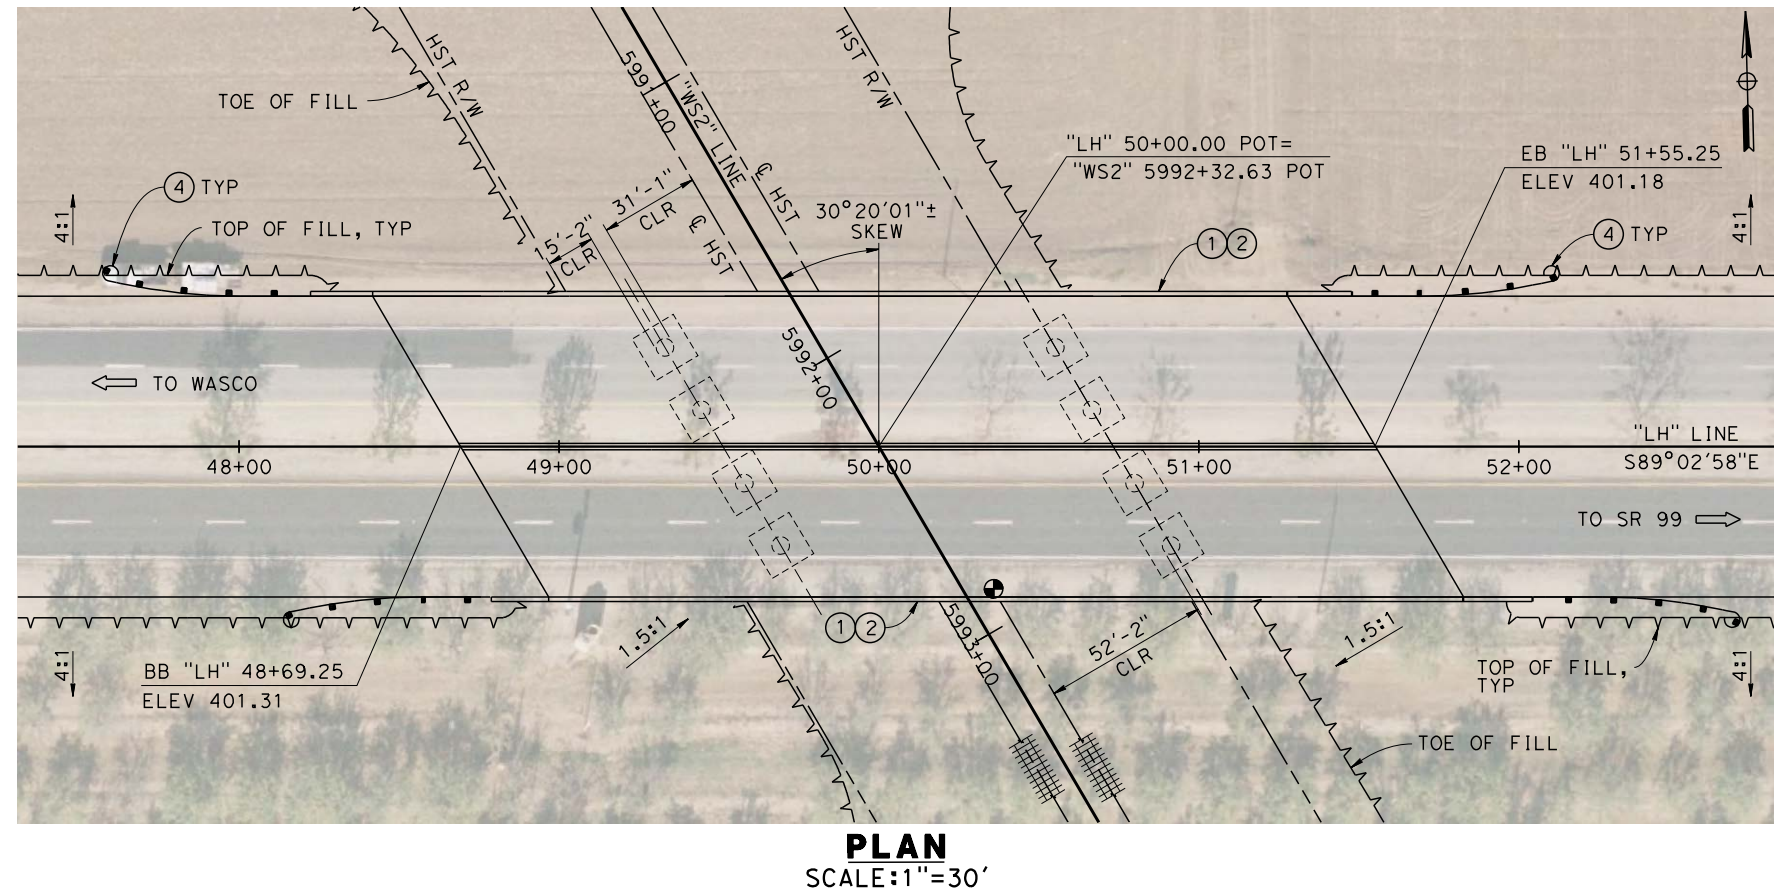 HST R/W
5991+00
"WS2" LINE
℄ HST
HST R/W
TOE OF FILL
"LH" 50+00.00 POT=
"WS2" 5992+32.63 POT
EB "LH" 51+55.25
ELEV 401.18
4 TYP
4:1
TOP OF FILL, TYP
15'-2"
CLR
31'-1"
CLR
℄ HST
30°20'01"±
SKEW
1 2
4 TYP
4:1
TO WASCO
5992+00
"LH" LINE
S89°02'58"E
48+00
49+00
50+00
51+00
52+00
TO SR 99
1.5:1
1 2
5993+00
52'-2"
CLR
1.5:1
4:1
BB "LH" 48+69.25
ELEV 401.31
TOP OF FILL,
TYP
4:1
TOE OF FILL
PLAN
SCALE:1"=30'